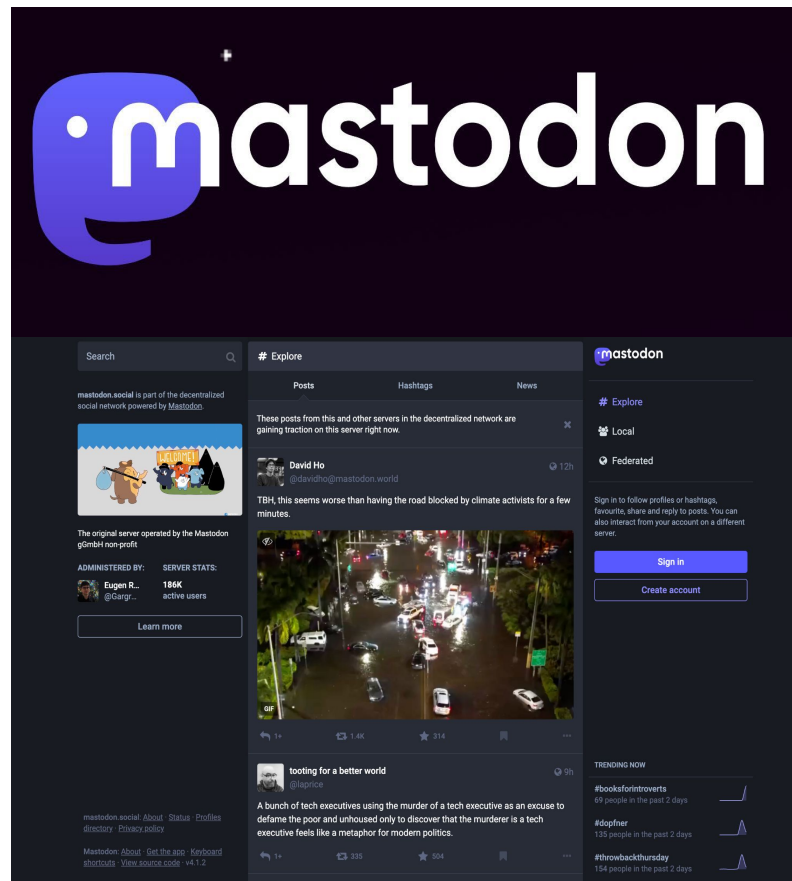 mastodon
Search
mastodon.social is part of the decentralized
social network powered by Mastodon.
WELCOME!
The original server operated by the Mastodon
gGmbH non-profit
ADMINISTERED BY:
Eugen R...
@Gargr...
SERVER STATS:
186K
active users
Learn more
mastodon.social: About · Status · Profiles
directory · Privacy policy
Mastodon: About · Get the app · Keyboard
shortcuts · View source code · v4.1.2
# Explore
Posts Hashtags News
These posts from this and other servers in the decentralized network are
gaining traction on this server right now.
David Ho 12h
@davidho@mastodon.world
TBH, this seems worse than having the road blocked by climate activists for a few
minutes.
GIF
1+ 1.4K 314
tooting for a better world 9h
@laprice
A bunch of tech executives using the murder of a tech executive as an excuse to
defame the poor and unhoused only to discover that the murderer is a tech
executive feels like a metaphor for modern politics.
1+ 335 504
mastodon
# Explore
Local
Federated
Sign in to follow profiles or hashtags,
favourite, share and reply to posts. You can
also interact from your account on a different
server.
Sign in
Create account
TRENDING NOW
#booksforintroverts
69 people in the past 2 days
#dopfner
135 people in the past 2 days
#throwbackthursday
154 people in the past 2 days